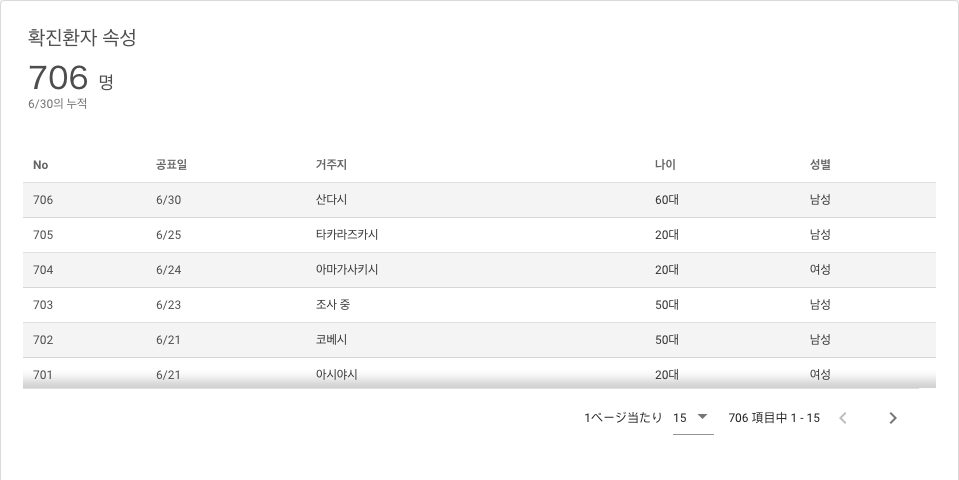 확진환자 속성
706 명
6/30의 누적
No 공표일 거주지 나이 성별
706 6/30 산다시 60대 남성
705 6/25 타카라즈카시 20대 남성
704 6/24 아마가사키시 20대 여성
703 6/23 조사 중 50대 남성
702 6/21 코베시 50대 남성
701 6/21 아시야시 20대 여성
1ページ当たり 15 706 項目中 1 - 15